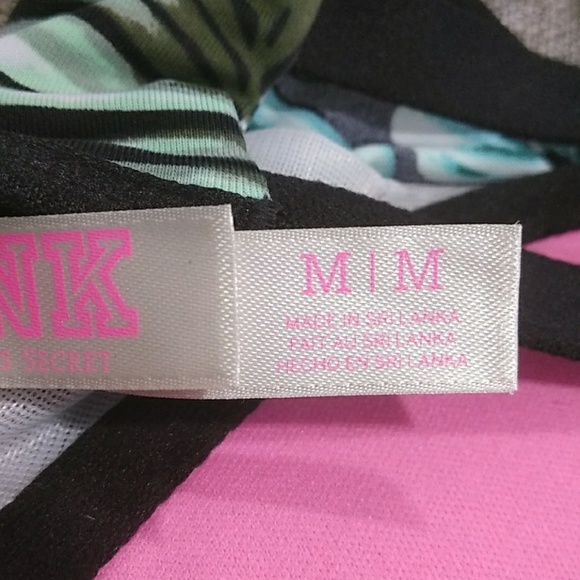 NK
S SECRET
M | M
MADE IN SRI LANKA
FAIT AU SRI LANKA
HECHO EN SRI LANKA